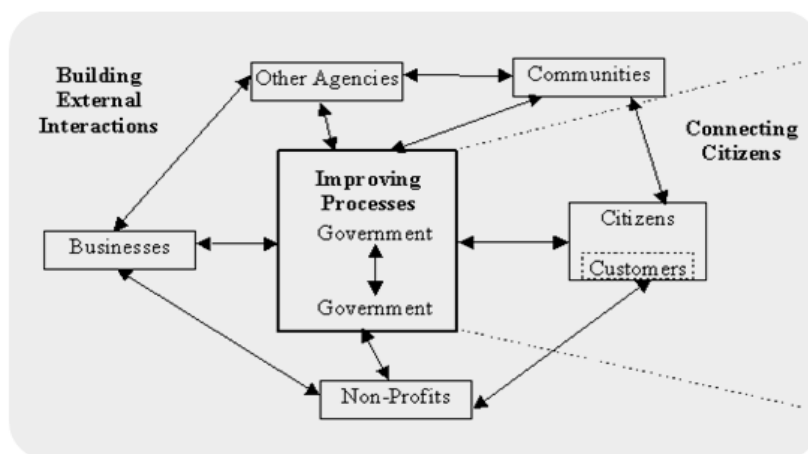 Building
External
Interactions
Other Agencies
Communities
Connecting
Citizens
Improving
Processes
Government
Government
Businesses
Citizens
Customers
Non-Profits